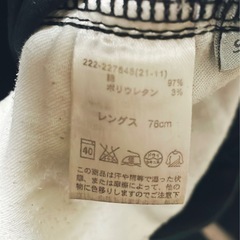 222-227648(21-11)
綿 97%
ポリウレタン 3%
レングス 76cm
40
この商品は汗や摩擦で湿った状
態、または摩擦によって、他の
物に色移りしますのでご注意下